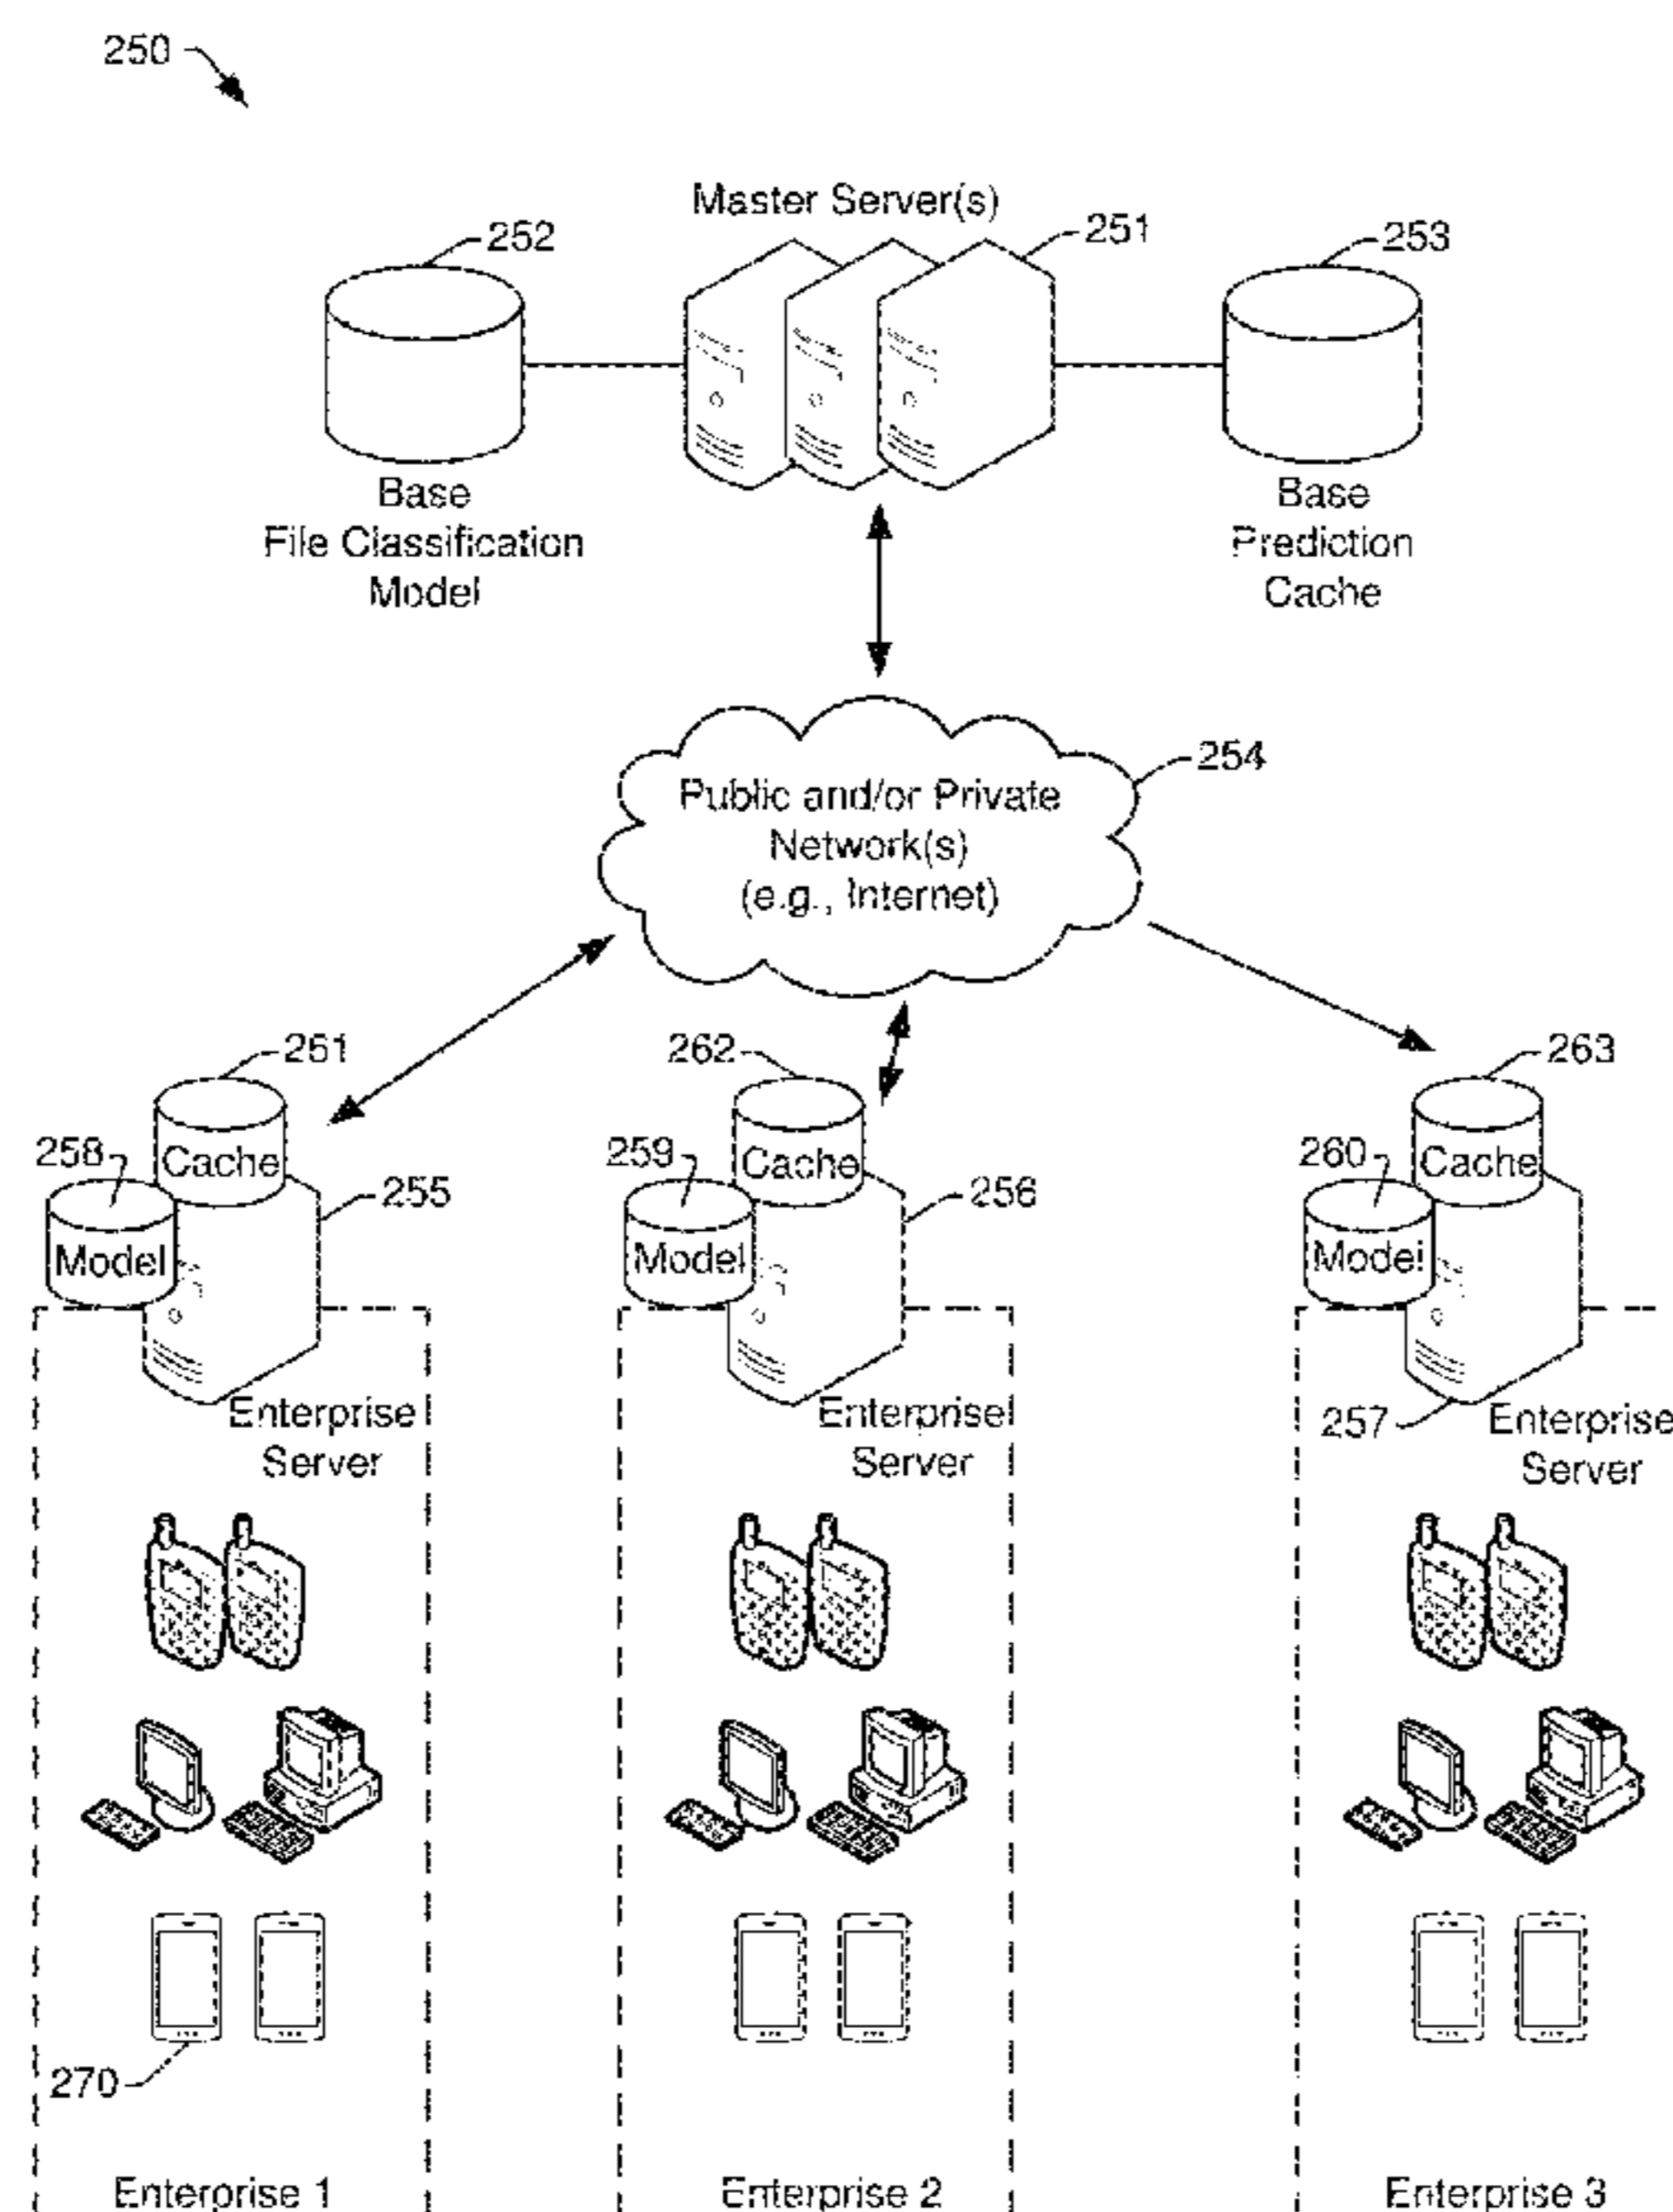 250
Master Server(s)
252
251
253
Base
File Classification
Model
Base
Prediction
Cache
254
Public and/or Private
Network(s)
(e.g., Internet)
261
262
263
258
Cache
259
Cache
260
Cache
255
256
Model
Model
Model
Enterprise
Server
Enterprise
Server
257
Enterprise
Server
270
Enterprise 1
Enterprise 2
Enterprise 3